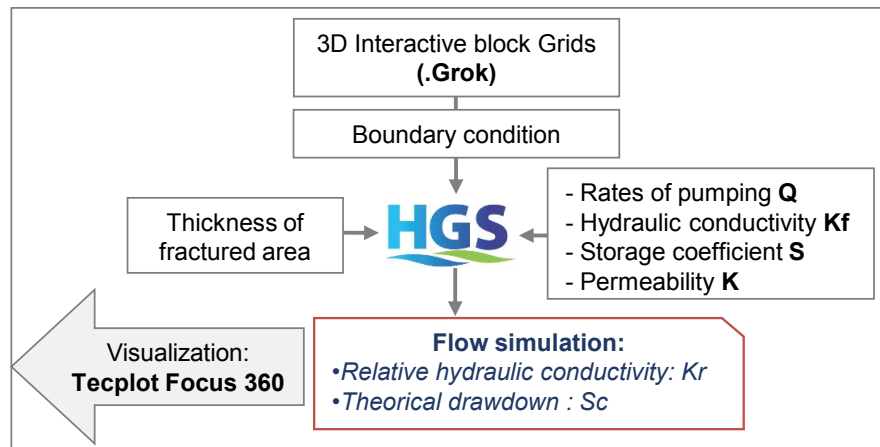 3D Interactive block Grids
(.Grok)
Boundary condition
Thickness of
fractured area
HGS
- Rates of pumping Q
- Hydraulic conductivity Kf
- Storage coefficient S
- Permeability K
Visualization:
Tecplot Focus 360
Flow simulation:
•Relative hydraulic conductivity: Kr
•Theorical drawdown : Sc